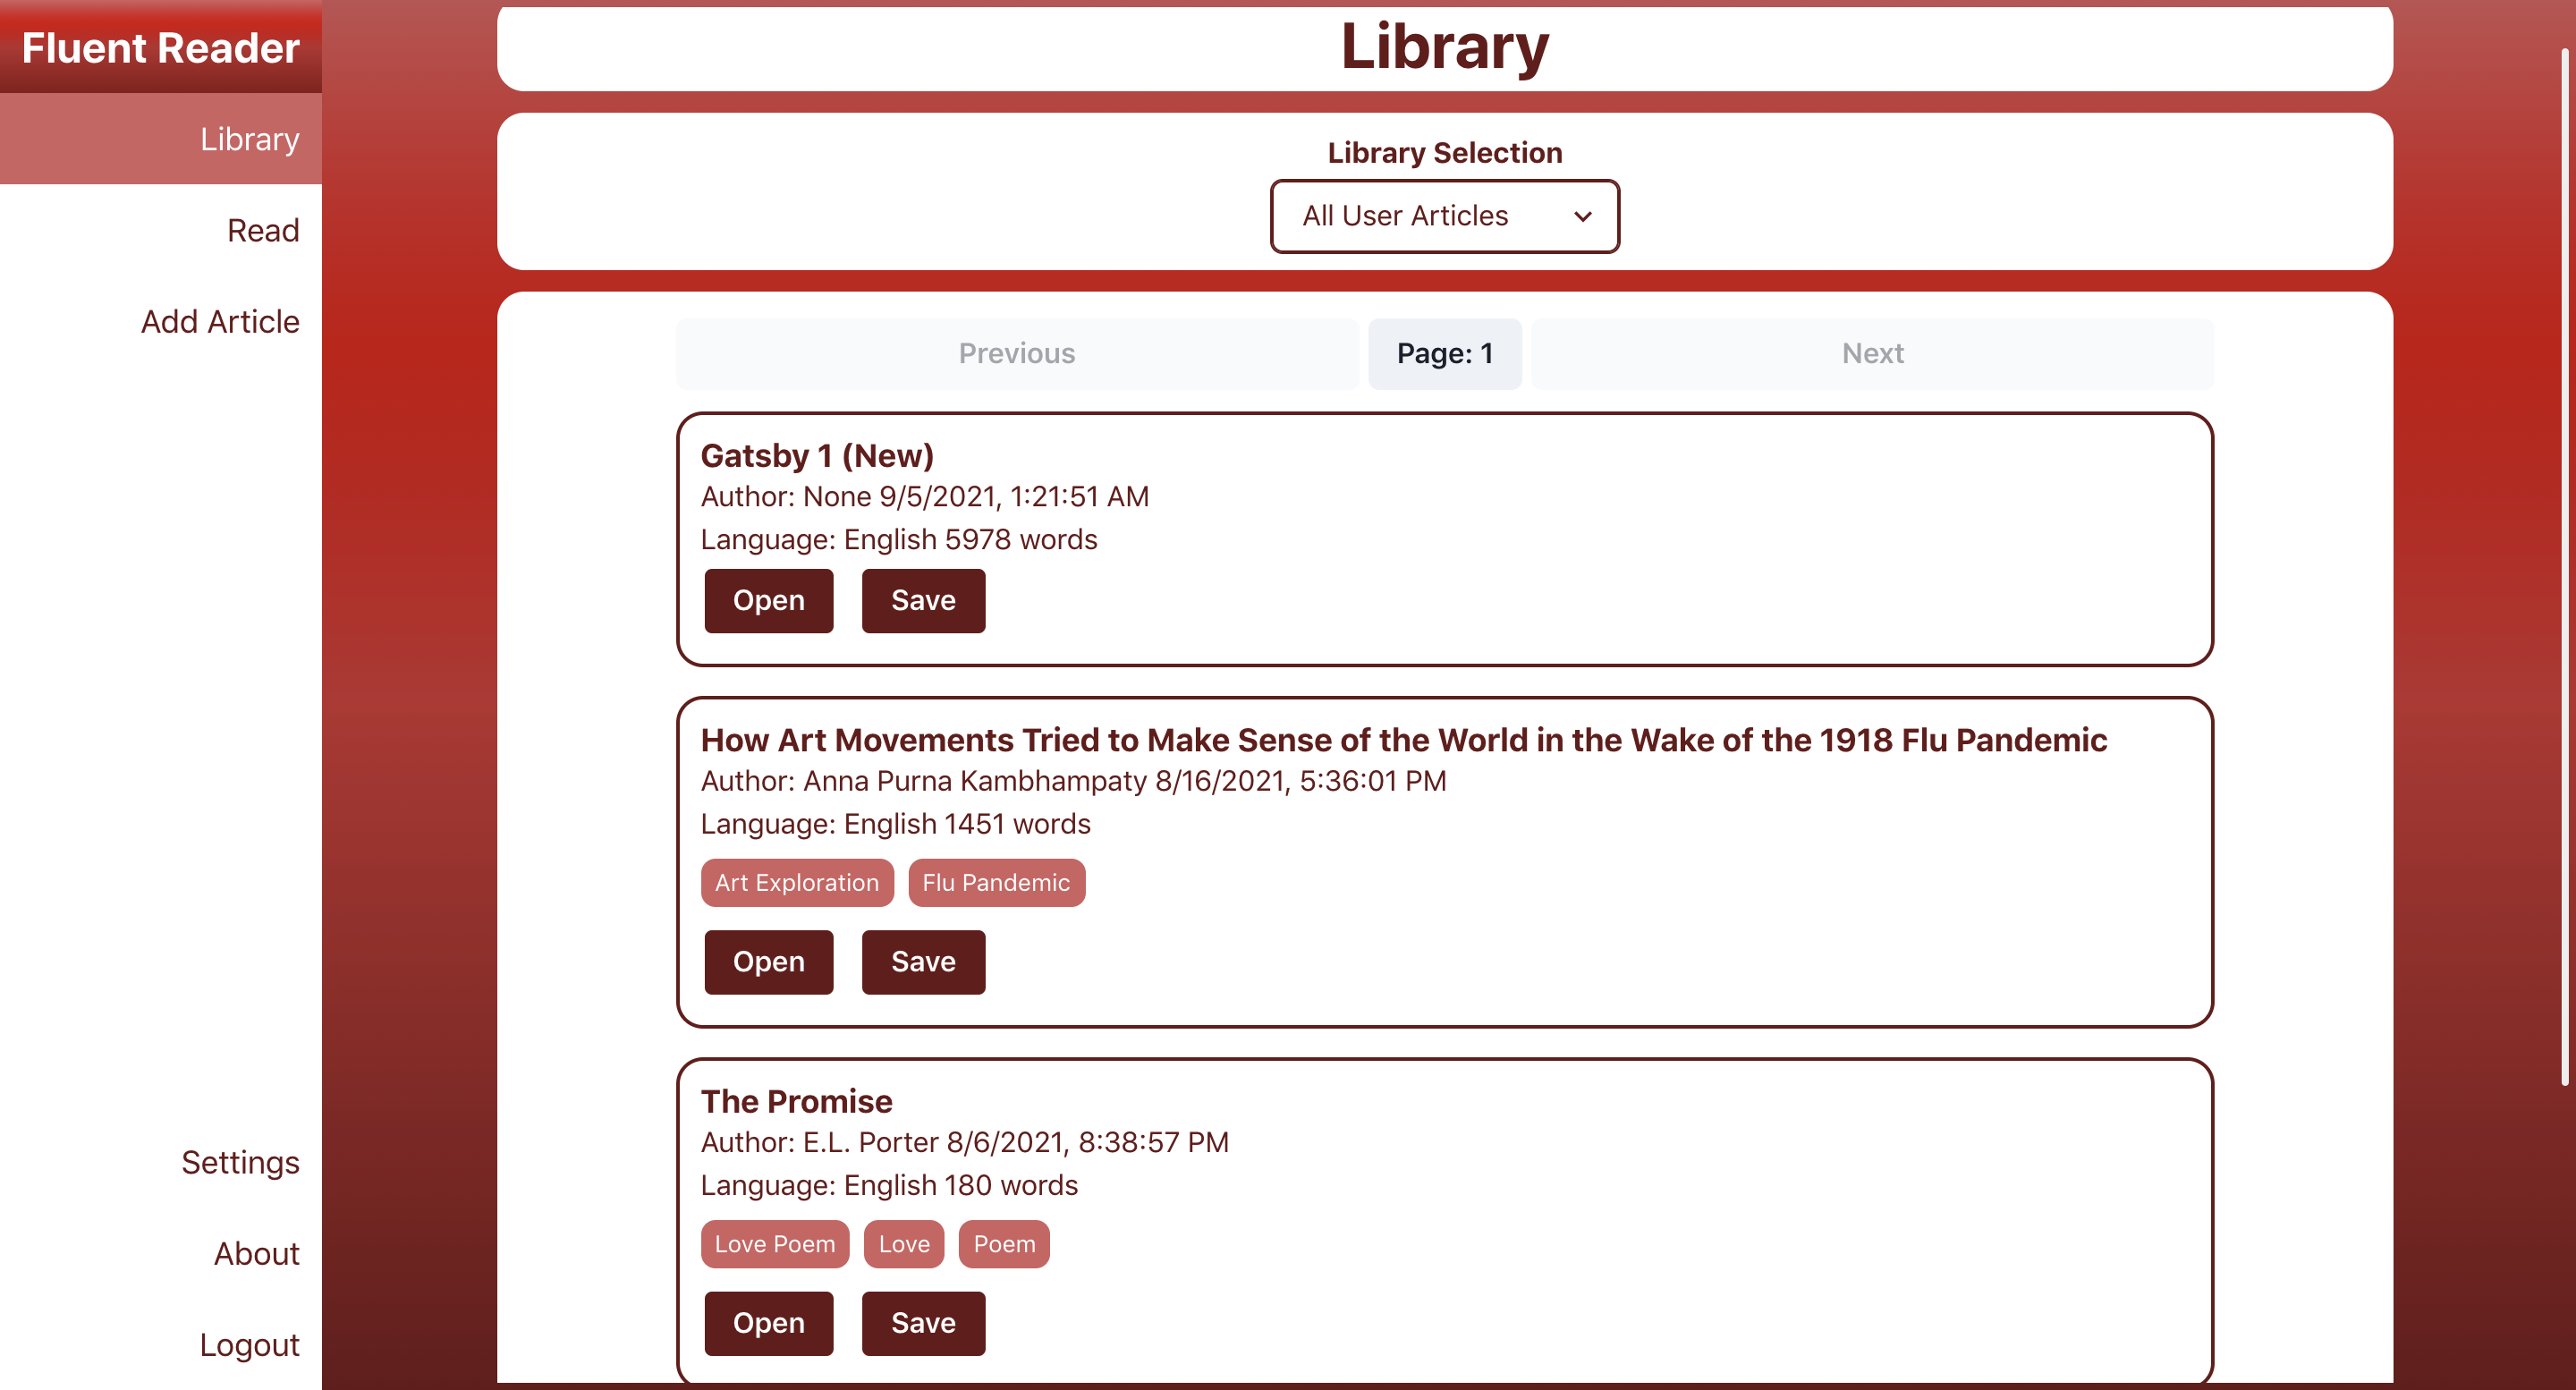 Fluent Reader
Library
Read
Add Article
Settings
About
Logout
Library
Library Selection
All User Articles
Previous
Page: 1
Next
Gatsby 1 (New)
Author: None 9/5/2021, 1:21:51 AM
Language: English 5978 words
Open Save
How Art Movements Tried to Make Sense of the World in the Wake of the 1918 Flu Pandemic
Author: Anna Purna Kambhampaty 8/16/2021, 5:36:01 PM
Language: English 1451 words
Art Exploration Flu Pandemic
Open Save
The Promise
Author: E.L. Porter 8/6/2021, 8:38:57 PM
Language: English 180 words
Love Poem Love Poem
Open Save